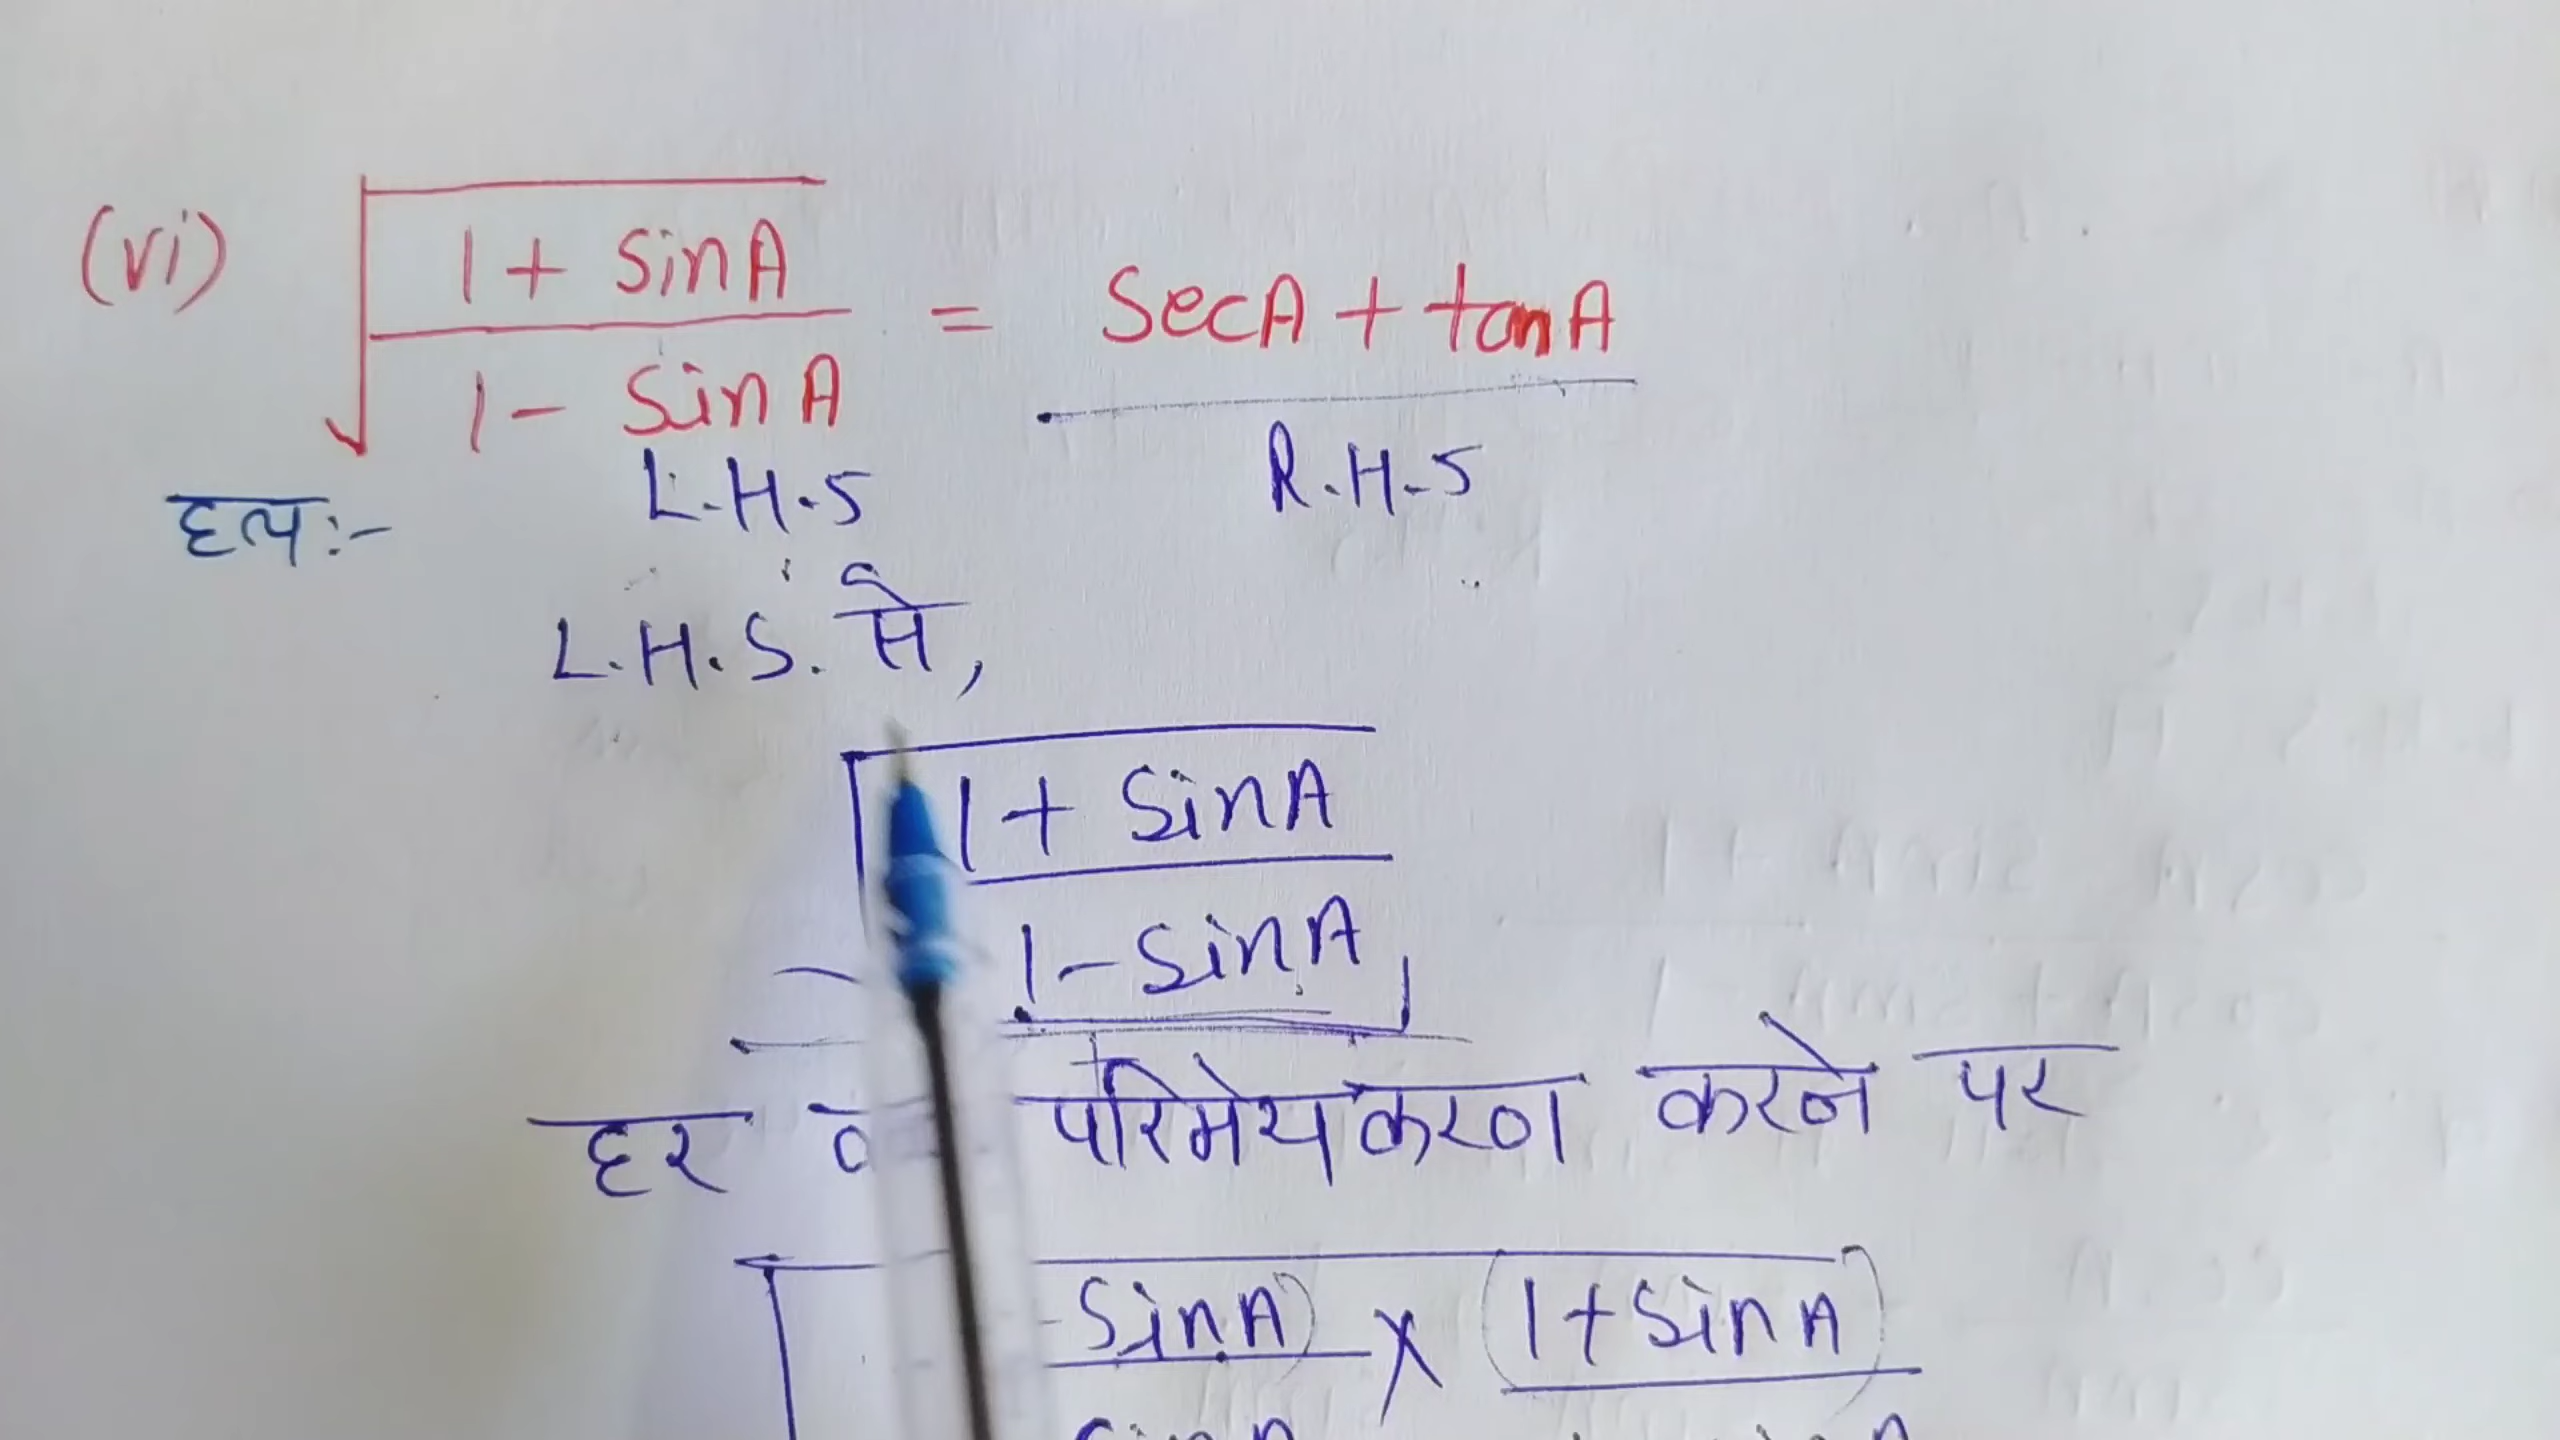 (vi) √(1 + sinA / 1 - sinA) = secA + tanA
L.H.S R.H.S
हल :-
L.H.S. से,
√(1 + sinA / 1 - sinA)
हर परिमेयकरण करने पर
sinA) × (1 + sinA)